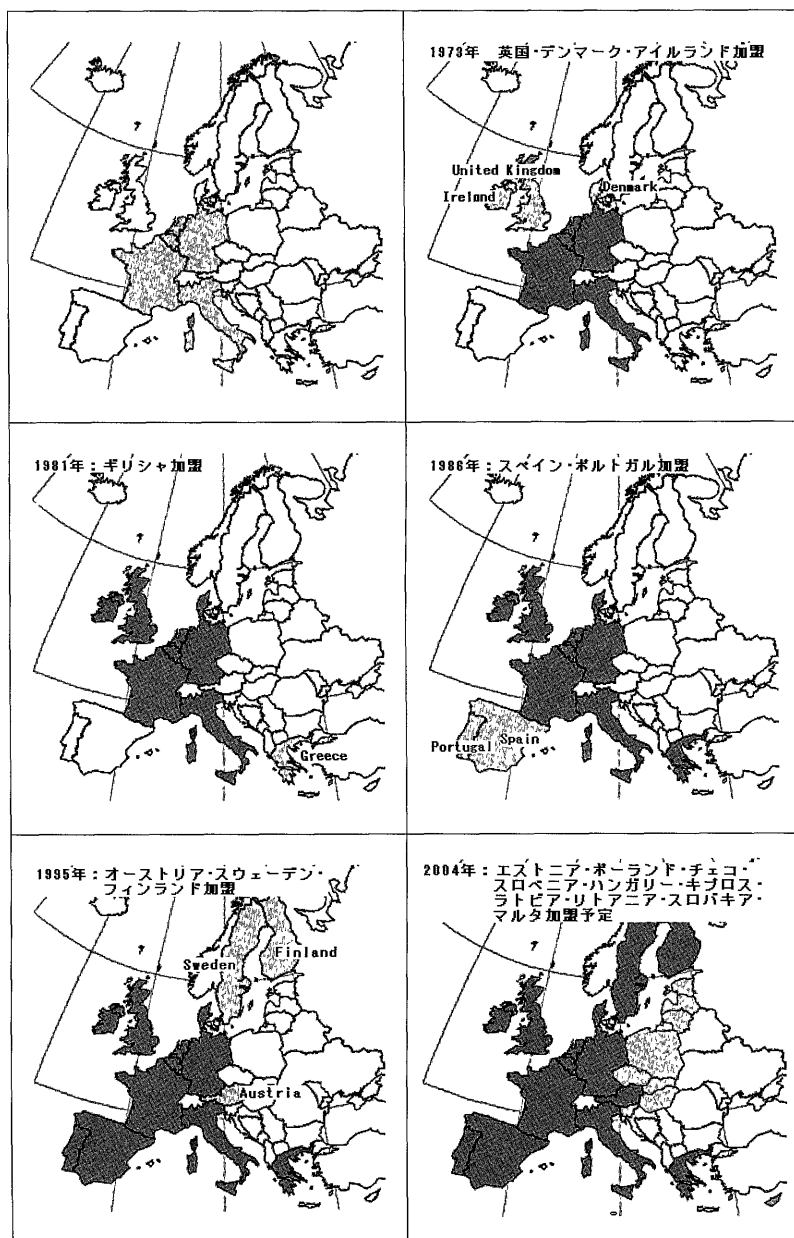 1973年 英国・デンマーク・アイルランド加盟
United Kingdom
Ireland
Denmark
1981年:ギリシャ加盟
Greece
1986年:スペイン・ポルトガル加盟
Portugal
Spain
1995年:オーストリア・スウェーデン・
フィンランド加盟
Finland
Sweden
Austria
2004年:エストニア・ポーランド・チェコ・
スロベニア・ハンガリー・キプロス・
ラトビア・リトアニア・スロバキア・
マルタ加盟予定